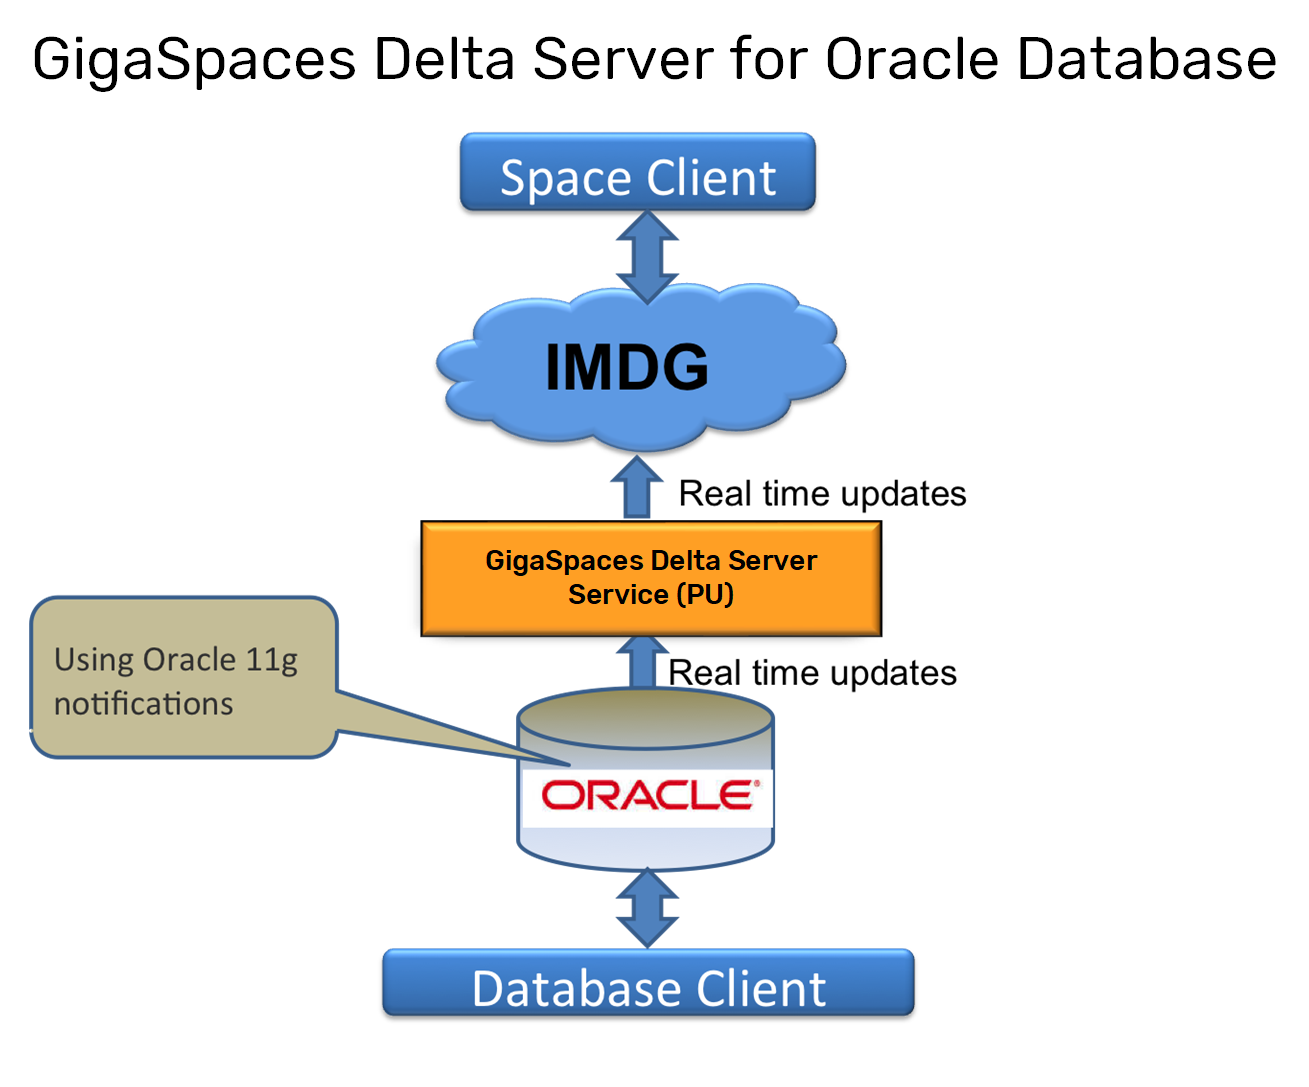 GigaSpaces Delta Server for Oracle Database
Space Client
IMDG
Real time updates
GigaSpaces Delta Server
Service (PU)
Real time updates
Using Oracle 11g
notifications
ORACLE®
Database Client